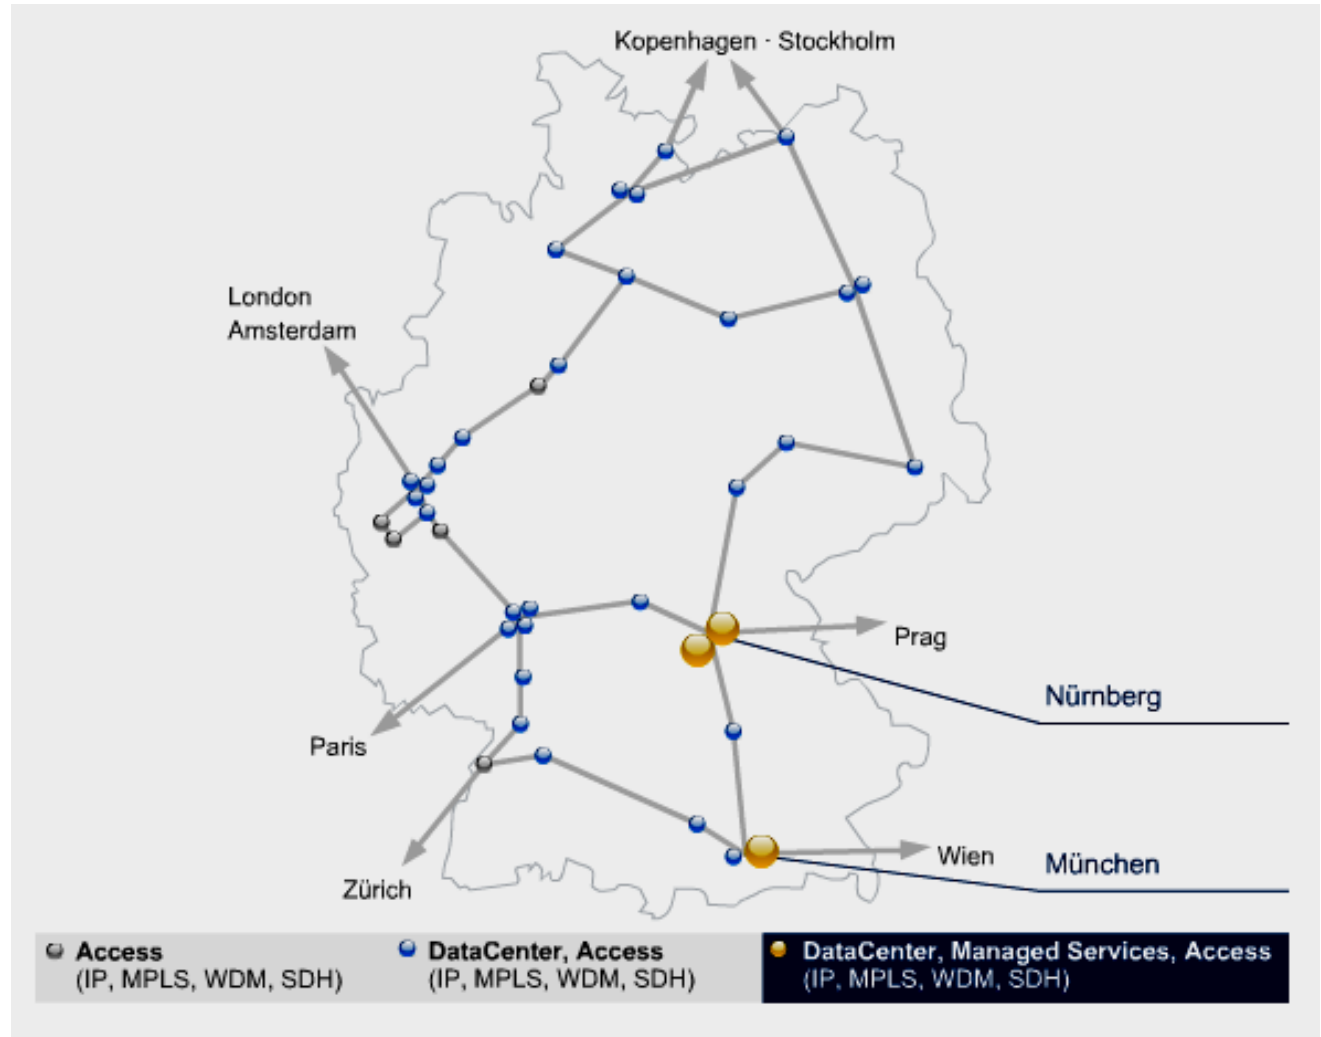 Kopenhagen · Stockholm
London
Amsterdam
Prag
Nürnberg
Paris
Wien
München
Zürich
Access
(IP, MPLS, WDM, SDH)
DataCenter, Access
(IP, MPLS, WDM, SDH)
DataCenter, Managed Services, Access
(IP, MPLS, WDM, SDH)